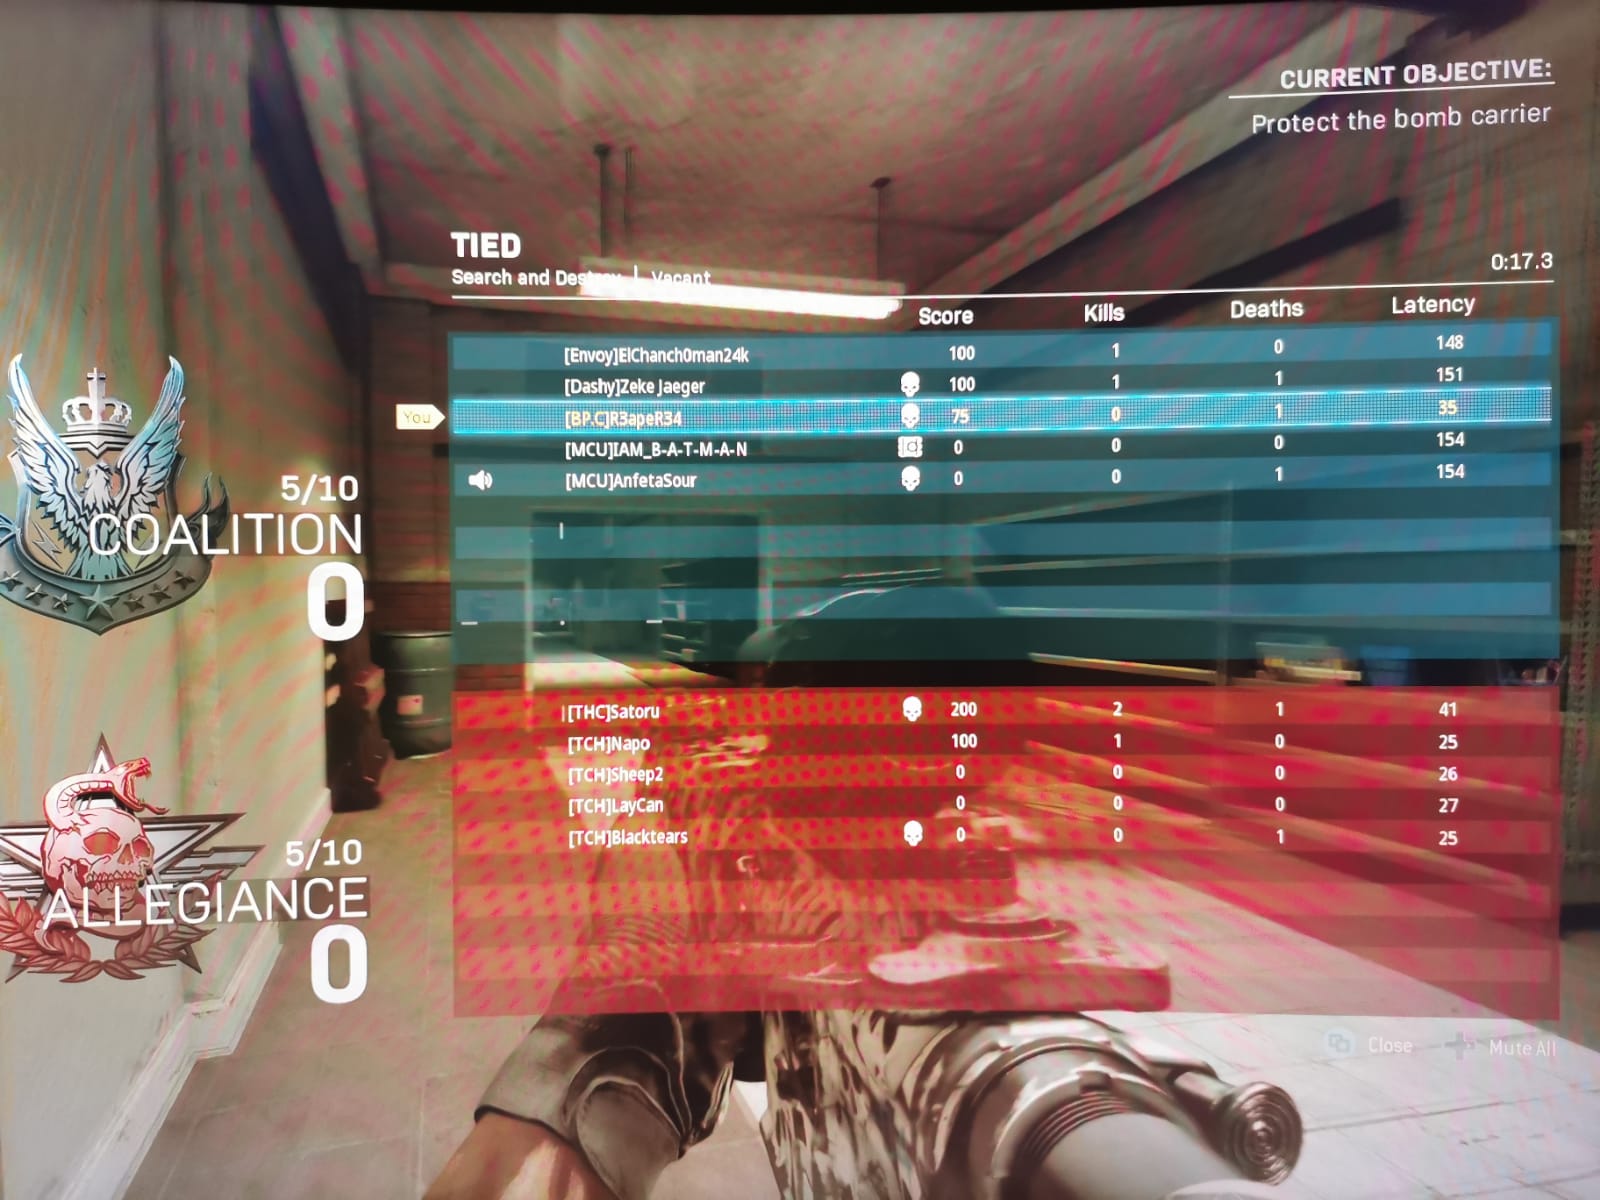 CURRENT OBJECTIVE:
Protect the bomb carrier
TIED
Search and Destroy | Vacant
0:17.3
Score Kills Deaths Latency
[Envoy]ElChanch0man24k 100 1 0 148
[Dashy]Zeke Jaeger 100 1 1 151
You [BP.C]R3apeR34 75 0 1 35
[MCU]IAM_B-A-T-M-A-N 0 0 0 154
[MCU]AnfetaSour 0 0 1 154
5/10
COALITION
0
[THC]Satoru 200 2 1 41
[TCH]Napo 100 1 0 25
[TCH]Sheep2 0 0 0 26
[TCH]LayCan 0 0 0 27
[TCH]Blacktears 0 0 1 25
5/10
ALLEGIANCE
0
Close Mute All